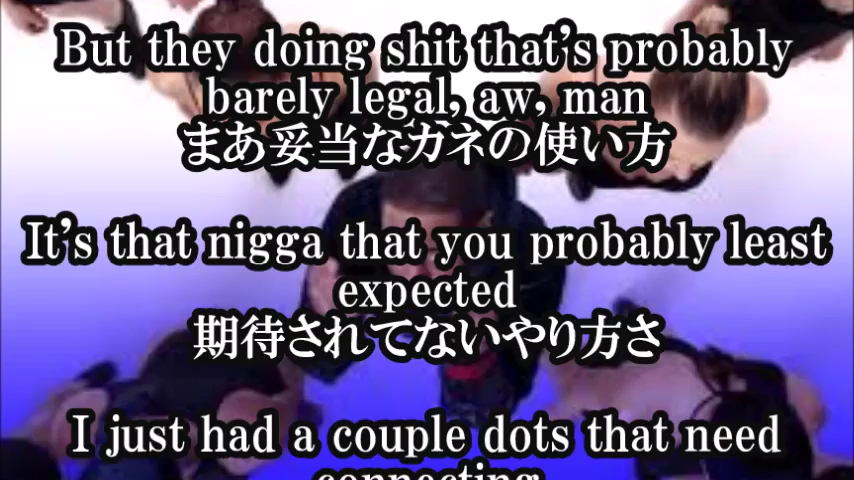 But they doing shit that's probably
barely legal, aw, man
まあ妥当なカネの使い方
It's that nigga that you probably least
expected
期待されてないやり方さ
I just had a couple dots that need
connecting